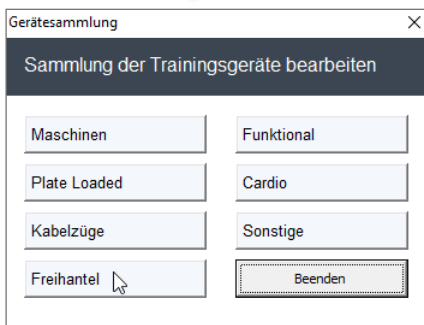 Gerätesammlung
Sammlung der Trainingsgeräte bearbeiten
Maschinen
Funktional
Plate Loaded
Cardio
Kabelzüge
Sonstige
Freihantel
Beenden